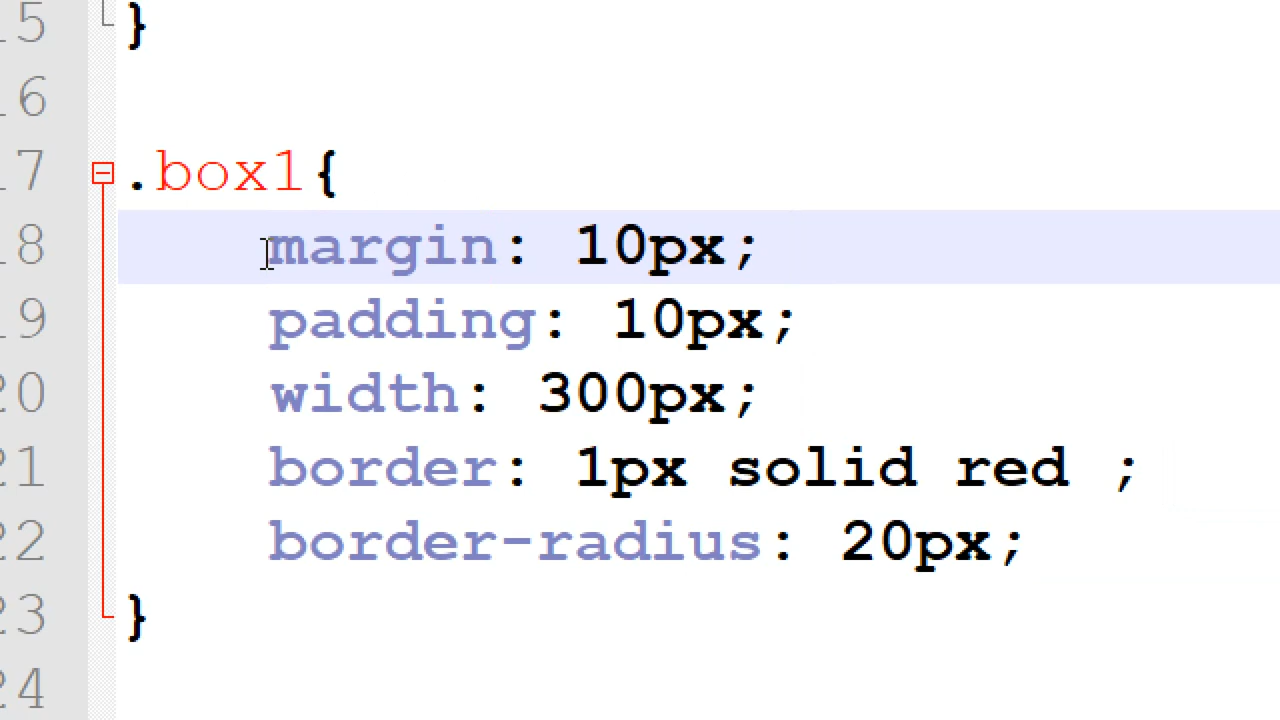 15 }
16
17 .box1{
18 margin: 10px;
19 padding: 10px;
20 width: 300px;
21 border: 1px solid red ;
22 border-radius: 20px;
23 }
24